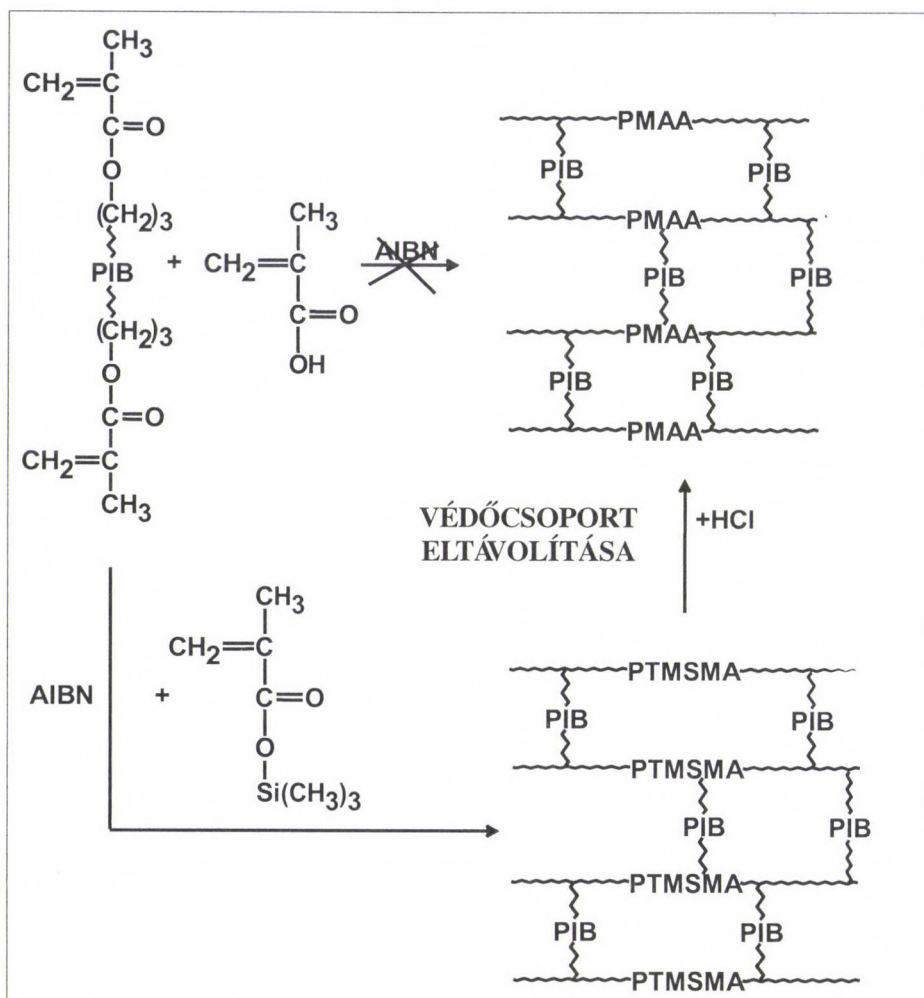 CH3
CH2=C
C=O
O
(CH2)3
PIB
(CH2)3
O
C=O
CH2=C
CH3
+
CH3
CH2=C
C=O
OH
AIBN
PMAA
PIB PIB
PMAA
PIB PIB
PMAA
PIB PIB
PMAA
VÉDŐCSOPORT
ELTÁVOLÍTÁSA
+HCl
AIBN
+
CH3
CH2=C
C=O
O
Si(CH3)3
PTMSMA
PIB PIB
PTMSMA
PIB PIB
PTMSMA
PIB PIB
PTMSMA